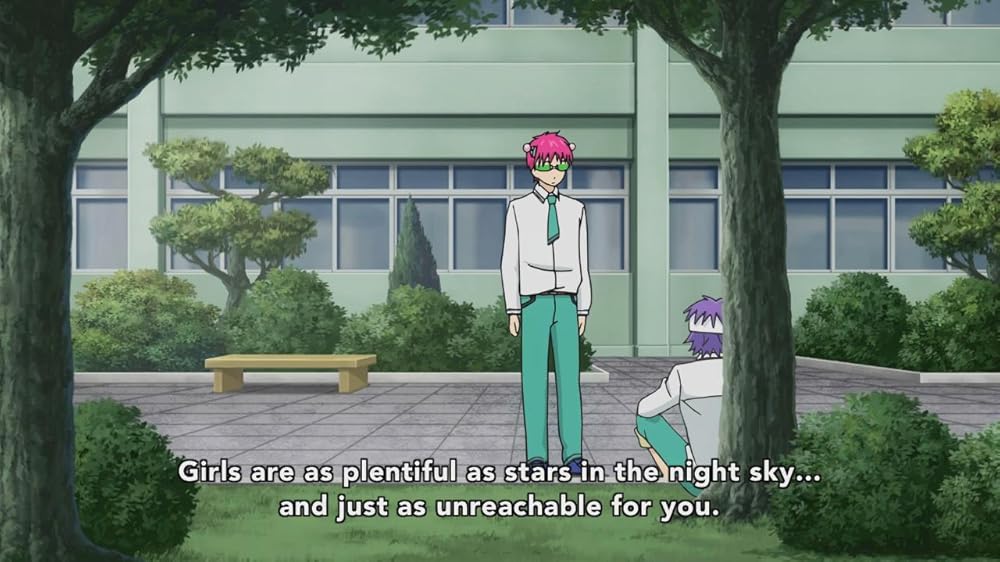 Girls are as plentiful as stars in the night sky...
and just as unreachable for you.